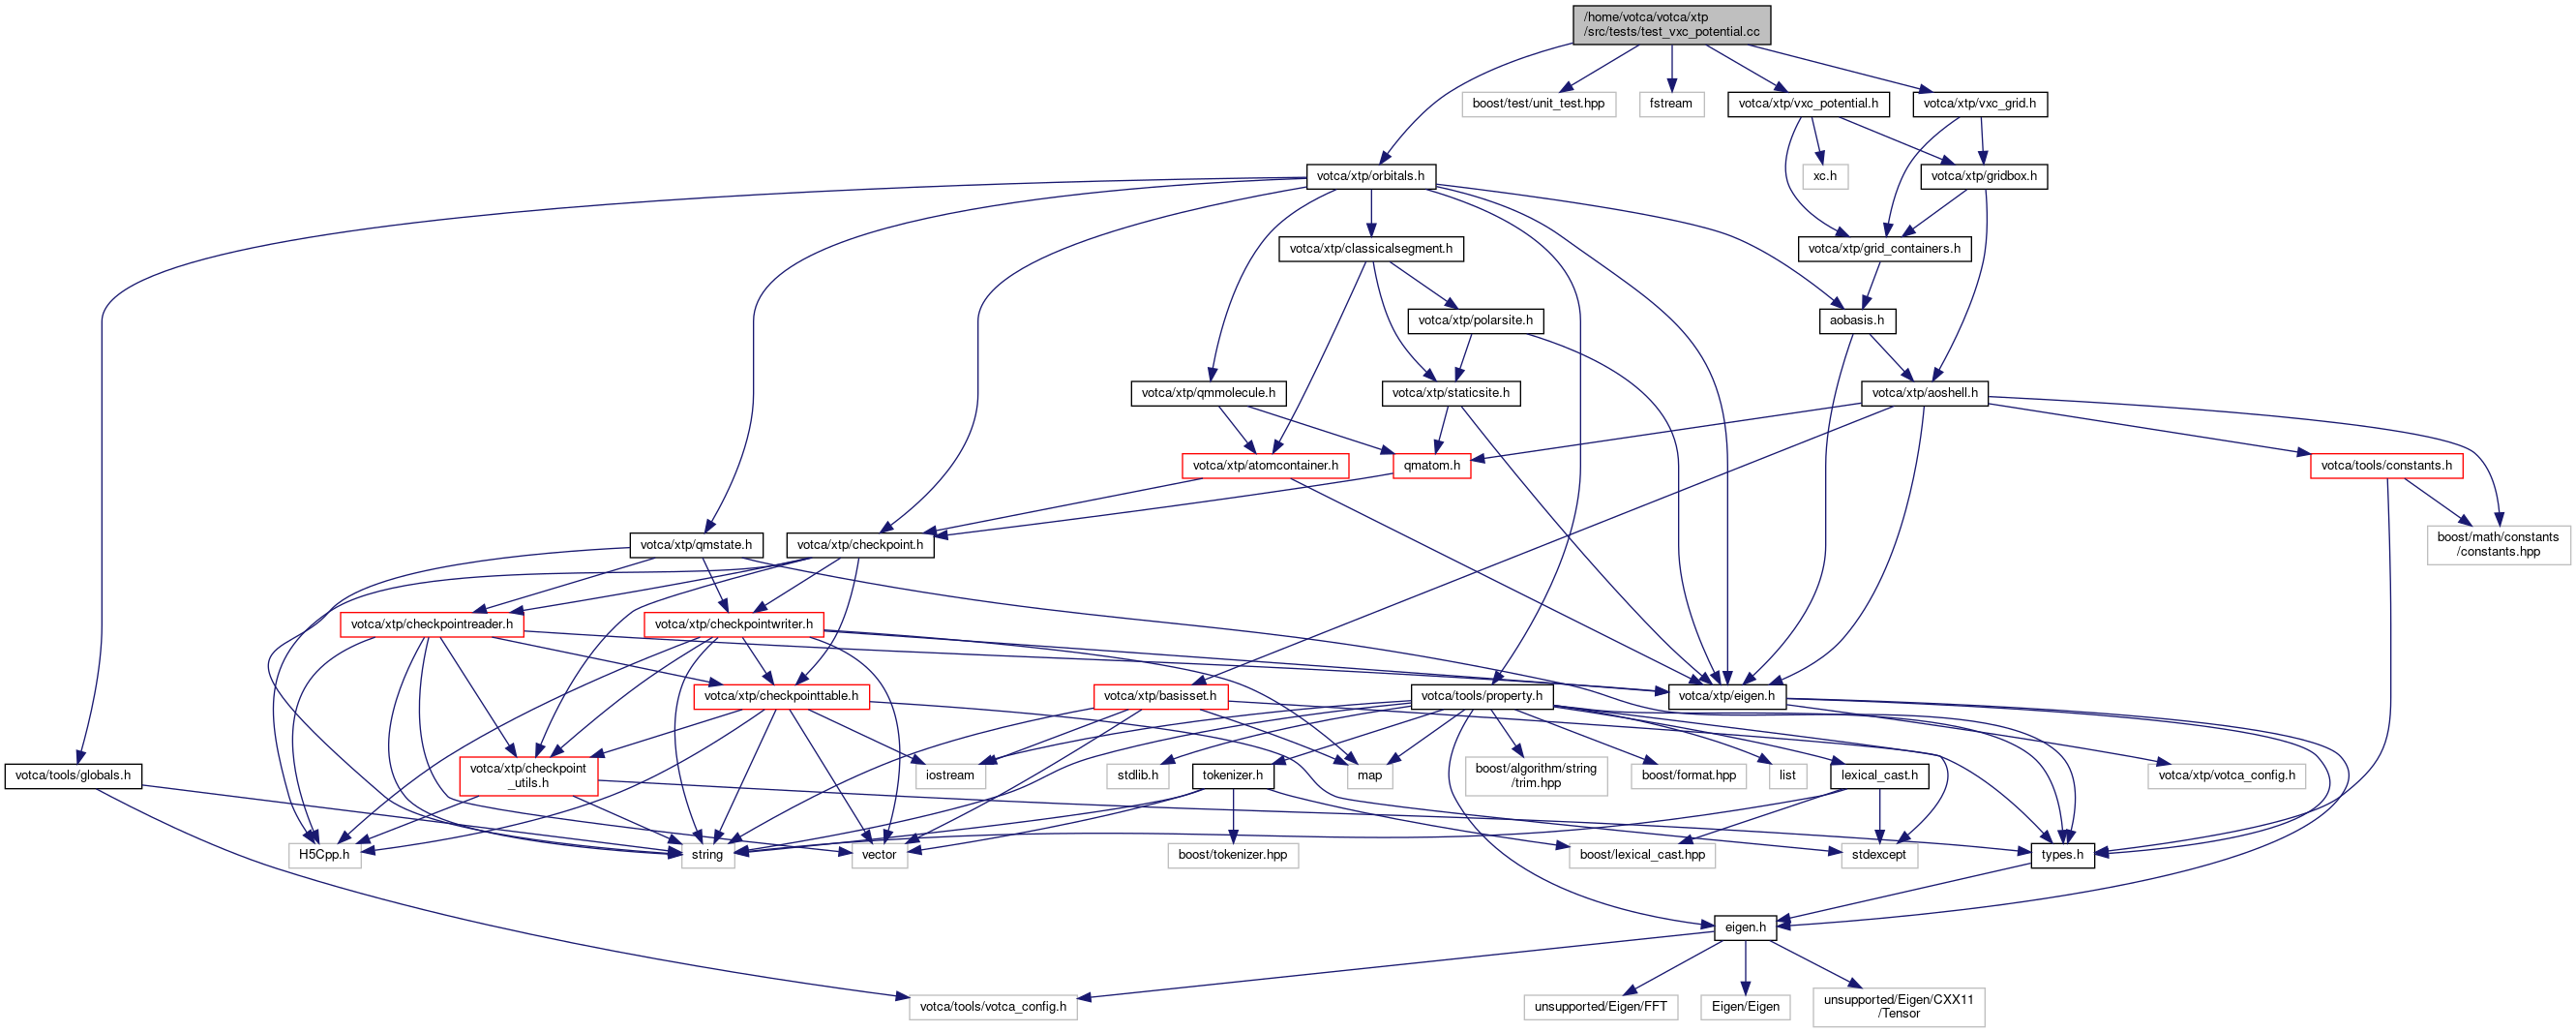 /home/votca/votca/xtp
/src/tests/test_vxc_potential.cc
boost/test/unit_test.hpp
fstream
votca/xtp/vxc_potential.h
votca/xtp/vxc_grid.h
votca/xtp/orbitals.h
xc.h
votca/xtp/gridbox.h
votca/xtp/classicalsegment.h
votca/xtp/grid_containers.h
votca/xtp/polarsite.h
aobasis.h
votca/xtp/qmmolecule.h
votca/xtp/staticsite.h
votca/xtp/aoshell.h
votca/xtp/atomcontainer.h
qmatom.h
votca/tools/constants.h
votca/xtp/qmstate.h
votca/xtp/checkpoint.h
boost/math/constants
/constants.hpp
votca/xtp/checkpointreader.h
votca/xtp/checkpointwriter.h
votca/xtp/checkpointtable.h
votca/xtp/basisset.h
votca/tools/property.h
votca/xtp/eigen.h
votca/tools/globals.h
votca/xtp/checkpoint
_utils.h
iostream
stdlib.h
tokenizer.h
map
boost/algorithm/string
/trim.hpp
boost/format.hpp
list
lexical_cast.h
votca/xtp/votca_config.h
H5Cpp.h
string
vector
boost/tokenizer.hpp
boost/lexical_cast.hpp
stdexcept
types.h
eigen.h
votca/tools/votca_config.h
unsupported/Eigen/FFT
Eigen/Eigen
unsupported/Eigen/CXX11
/Tensor